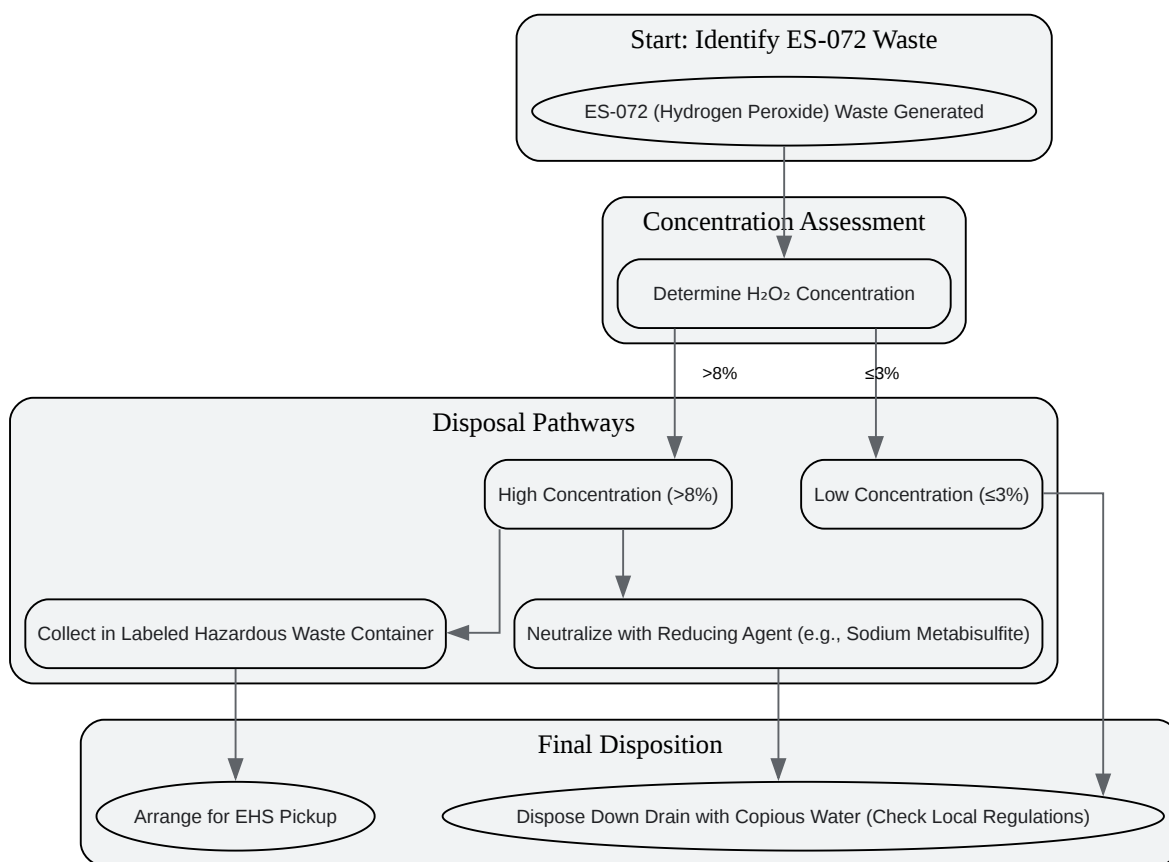 Start: Identify ES-072 Waste
ES-072 (Hydrogen Peroxide) Waste Generated
Concentration Assessment
Determine H₂O₂ Concentration
>8%
≤3%
Disposal Pathways
High Concentration (>8%)
Low Concentration (≤3%)
Collect in Labeled Hazardous Waste Container
Neutralize with Reducing Agent (e.g., Sodium Metabisulfite)
Final Disposition
Arrange for EHS Pickup
Dispose Down Drain with Copious Water (Check Local Regulations)